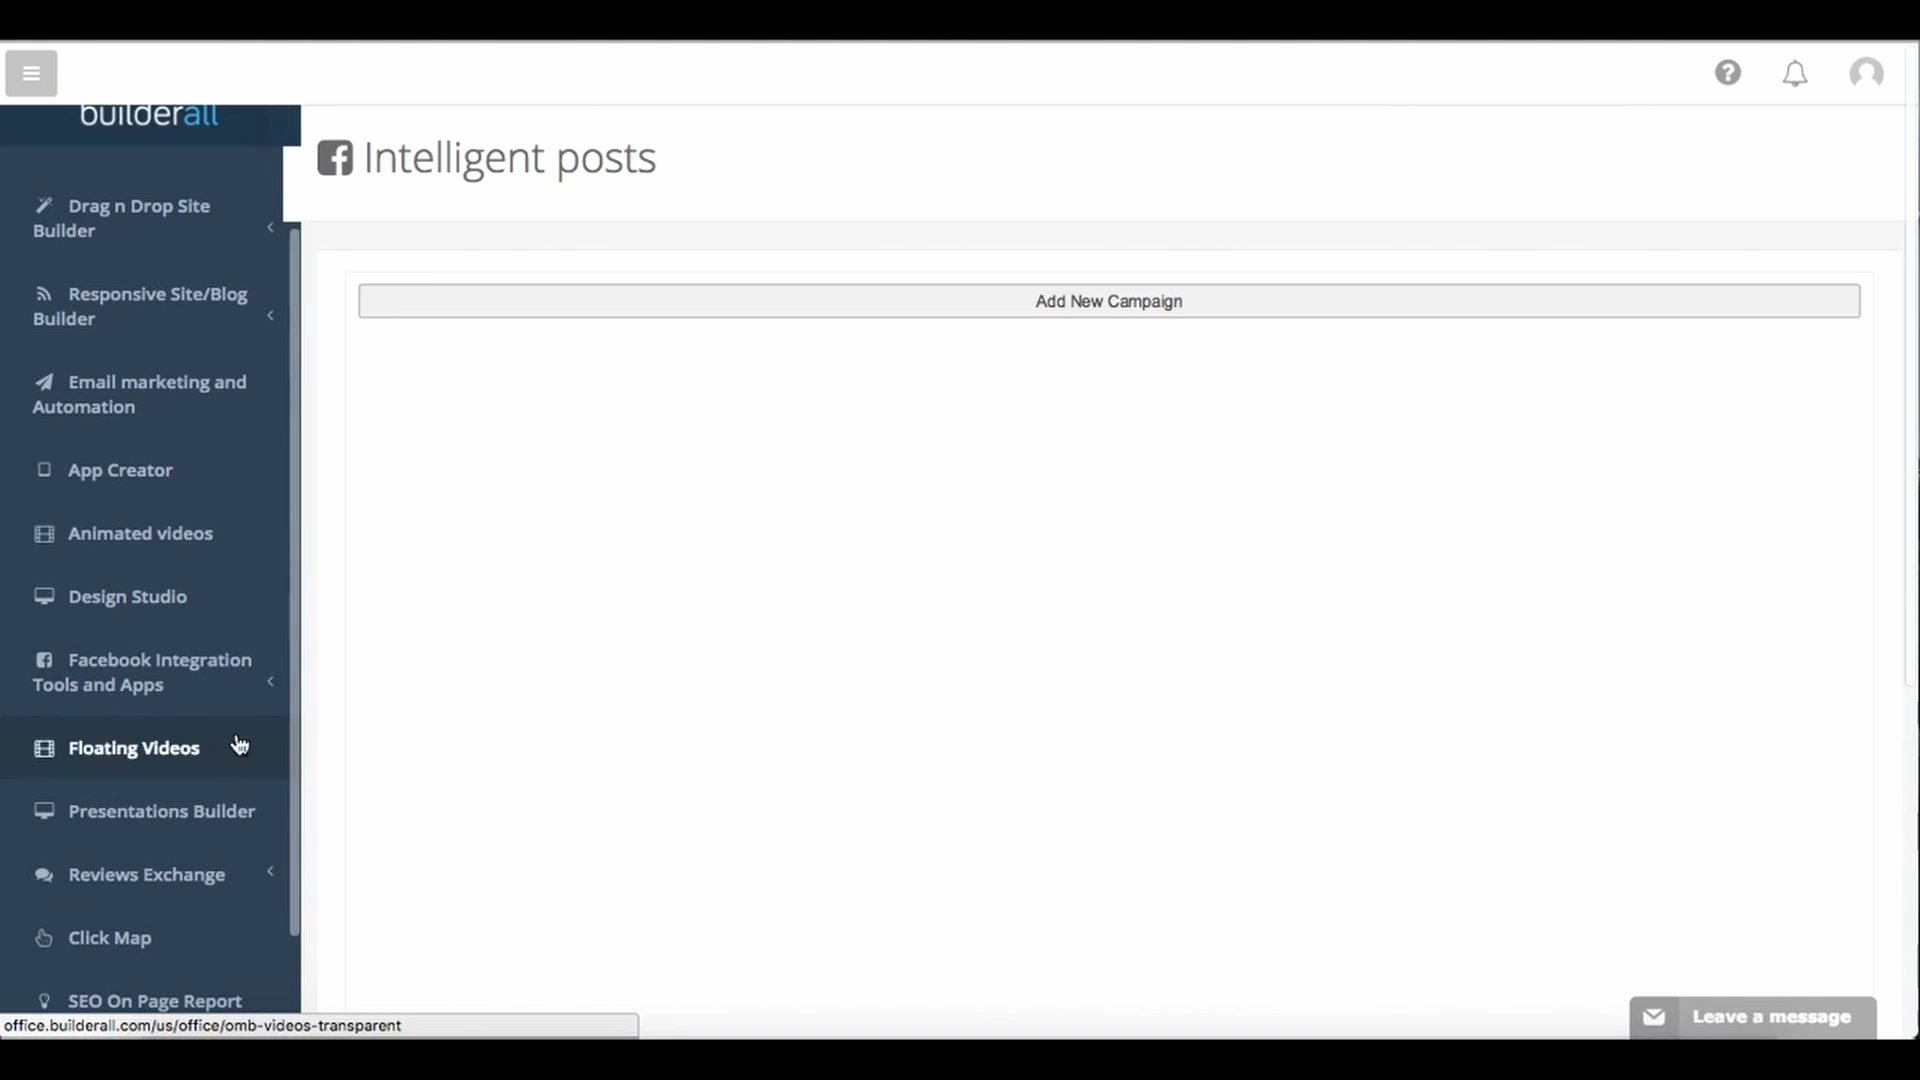 builderall
Intelligent posts
Drag n Drop Site
Builder
Responsive Site/Blog
Builder
Email marketing and
Automation
App Creator
Animated videos
Design Studio
Facebook Integration
Tools and Apps
Floating Videos
Presentations Builder
Reviews Exchange
Click Map
SEO On Page Report
Add New Campaign
office.builderall.com/us/office/omb-videos-transparent
Leave a message